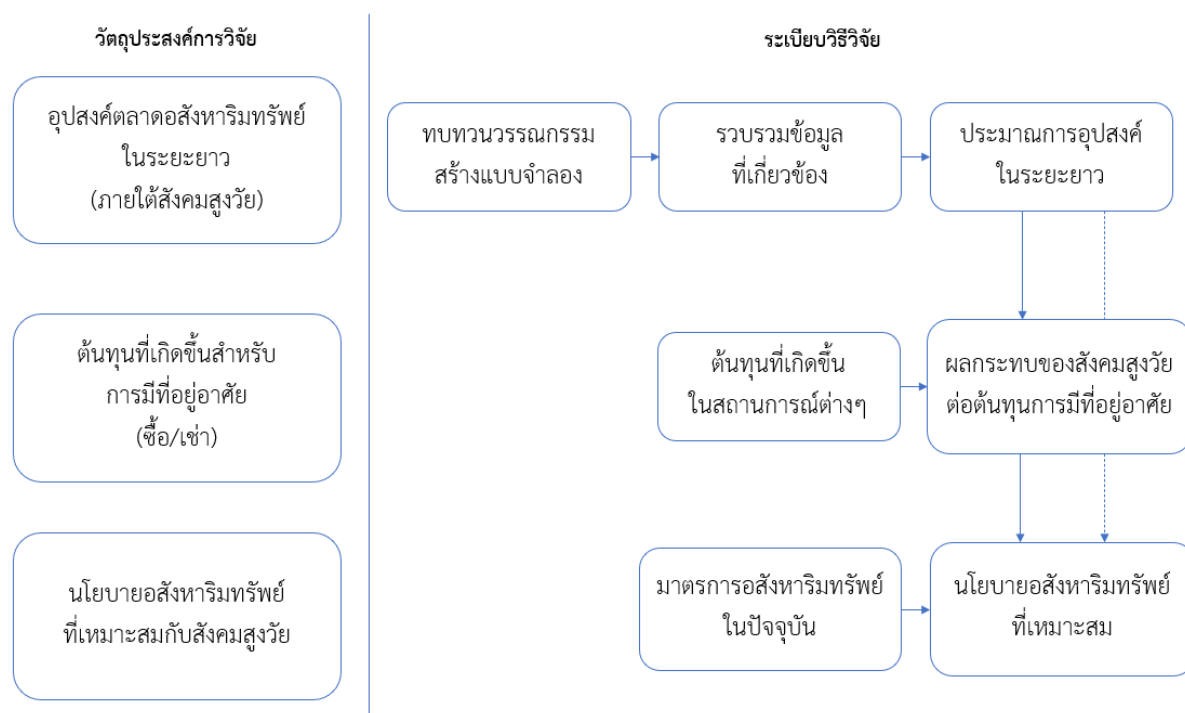 วัตถุประสงค์การวิจัย
อุปสงค์ตลาดอสังหาริมทรัพย์
ในระยะยาว
(ภายใต้สังคมสูงวัย)
ต้นทุนที่เกิดขึ้นสำหรับ
การมีที่อยู่อาศัย
(ซื้อ/เช่า)
นโยบายอสังหาริมทรัพย์
ที่เหมาะสมกับสังคมสูงวัย
ระเบียบวิธีวิจัย
ทบทวนวรรณกรรม
สร้างแบบจำลอง
รวบรวมข้อมูล
ที่เกี่ยวข้อง
ประมาณการอุปสงค์
ในระยะยาว
ต้นทุนที่เกิดขึ้น
ในสถานการณ์ต่างๆ
ผลกระทบของสังคมสูงวัย
ต่อต้นทุนการมีที่อยู่อาศัย
มาตรการอสังหาริมทรัพย์
ในปัจจุบัน
นโยบายอสังหาริมทรัพย์
ที่เหมาะสม